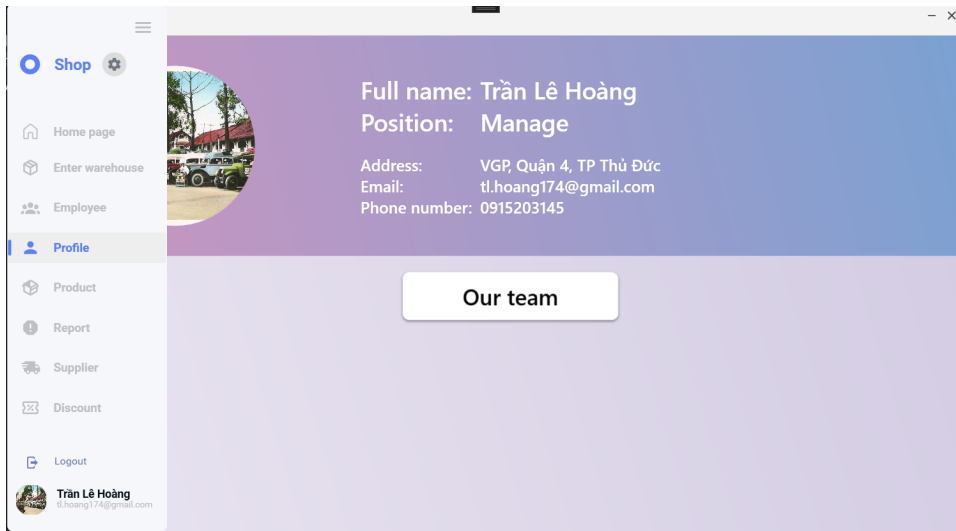 Shop
Home page
Enter warehouse
Employee
Profile
Product
Report
Supplier
Discount
Logout
Trần Lê Hoàng
tl.hoang174@gmail.com
Full name: Trần Lê Hoàng
Position: Manage
Address: VGP, Quận 4, TP Thủ Đức
Email: tl.hoang174@gmail.com
Phone number: 0915203145
Our team